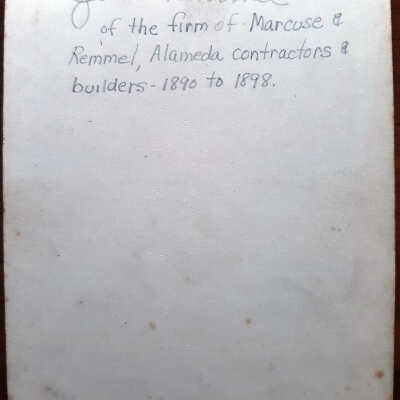 of the firm of Marcuse &
Remmel, Alameda contractors &
builders - 1890 to 1898.